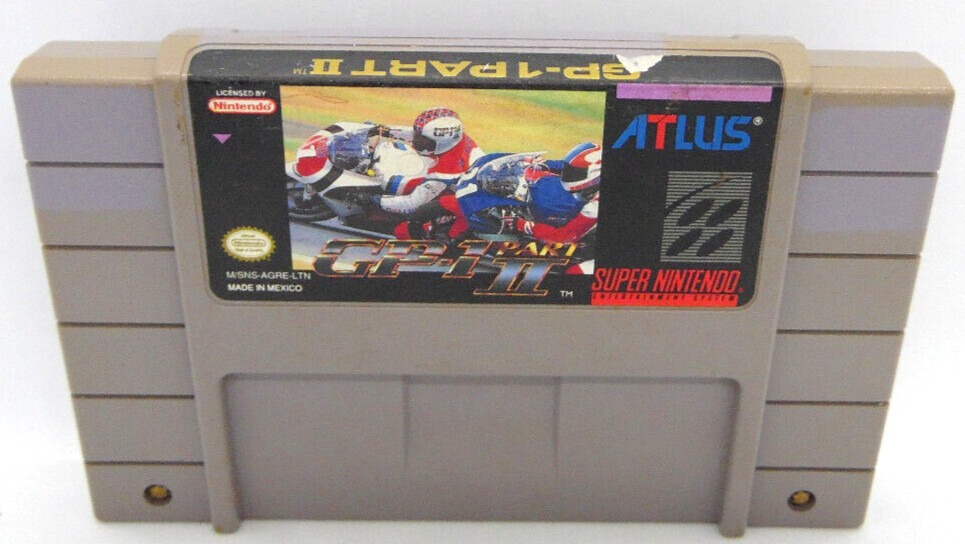 GP-1 PART II™
LICENSED BY
Nintendo®
ATLUS®
Nintendo
M/SNS-AGRE-LTN
MADE IN MEXICO
GP-1 PART
II ™
SUPER NINTENDO®
ENTERTAINMENT SYSTEM